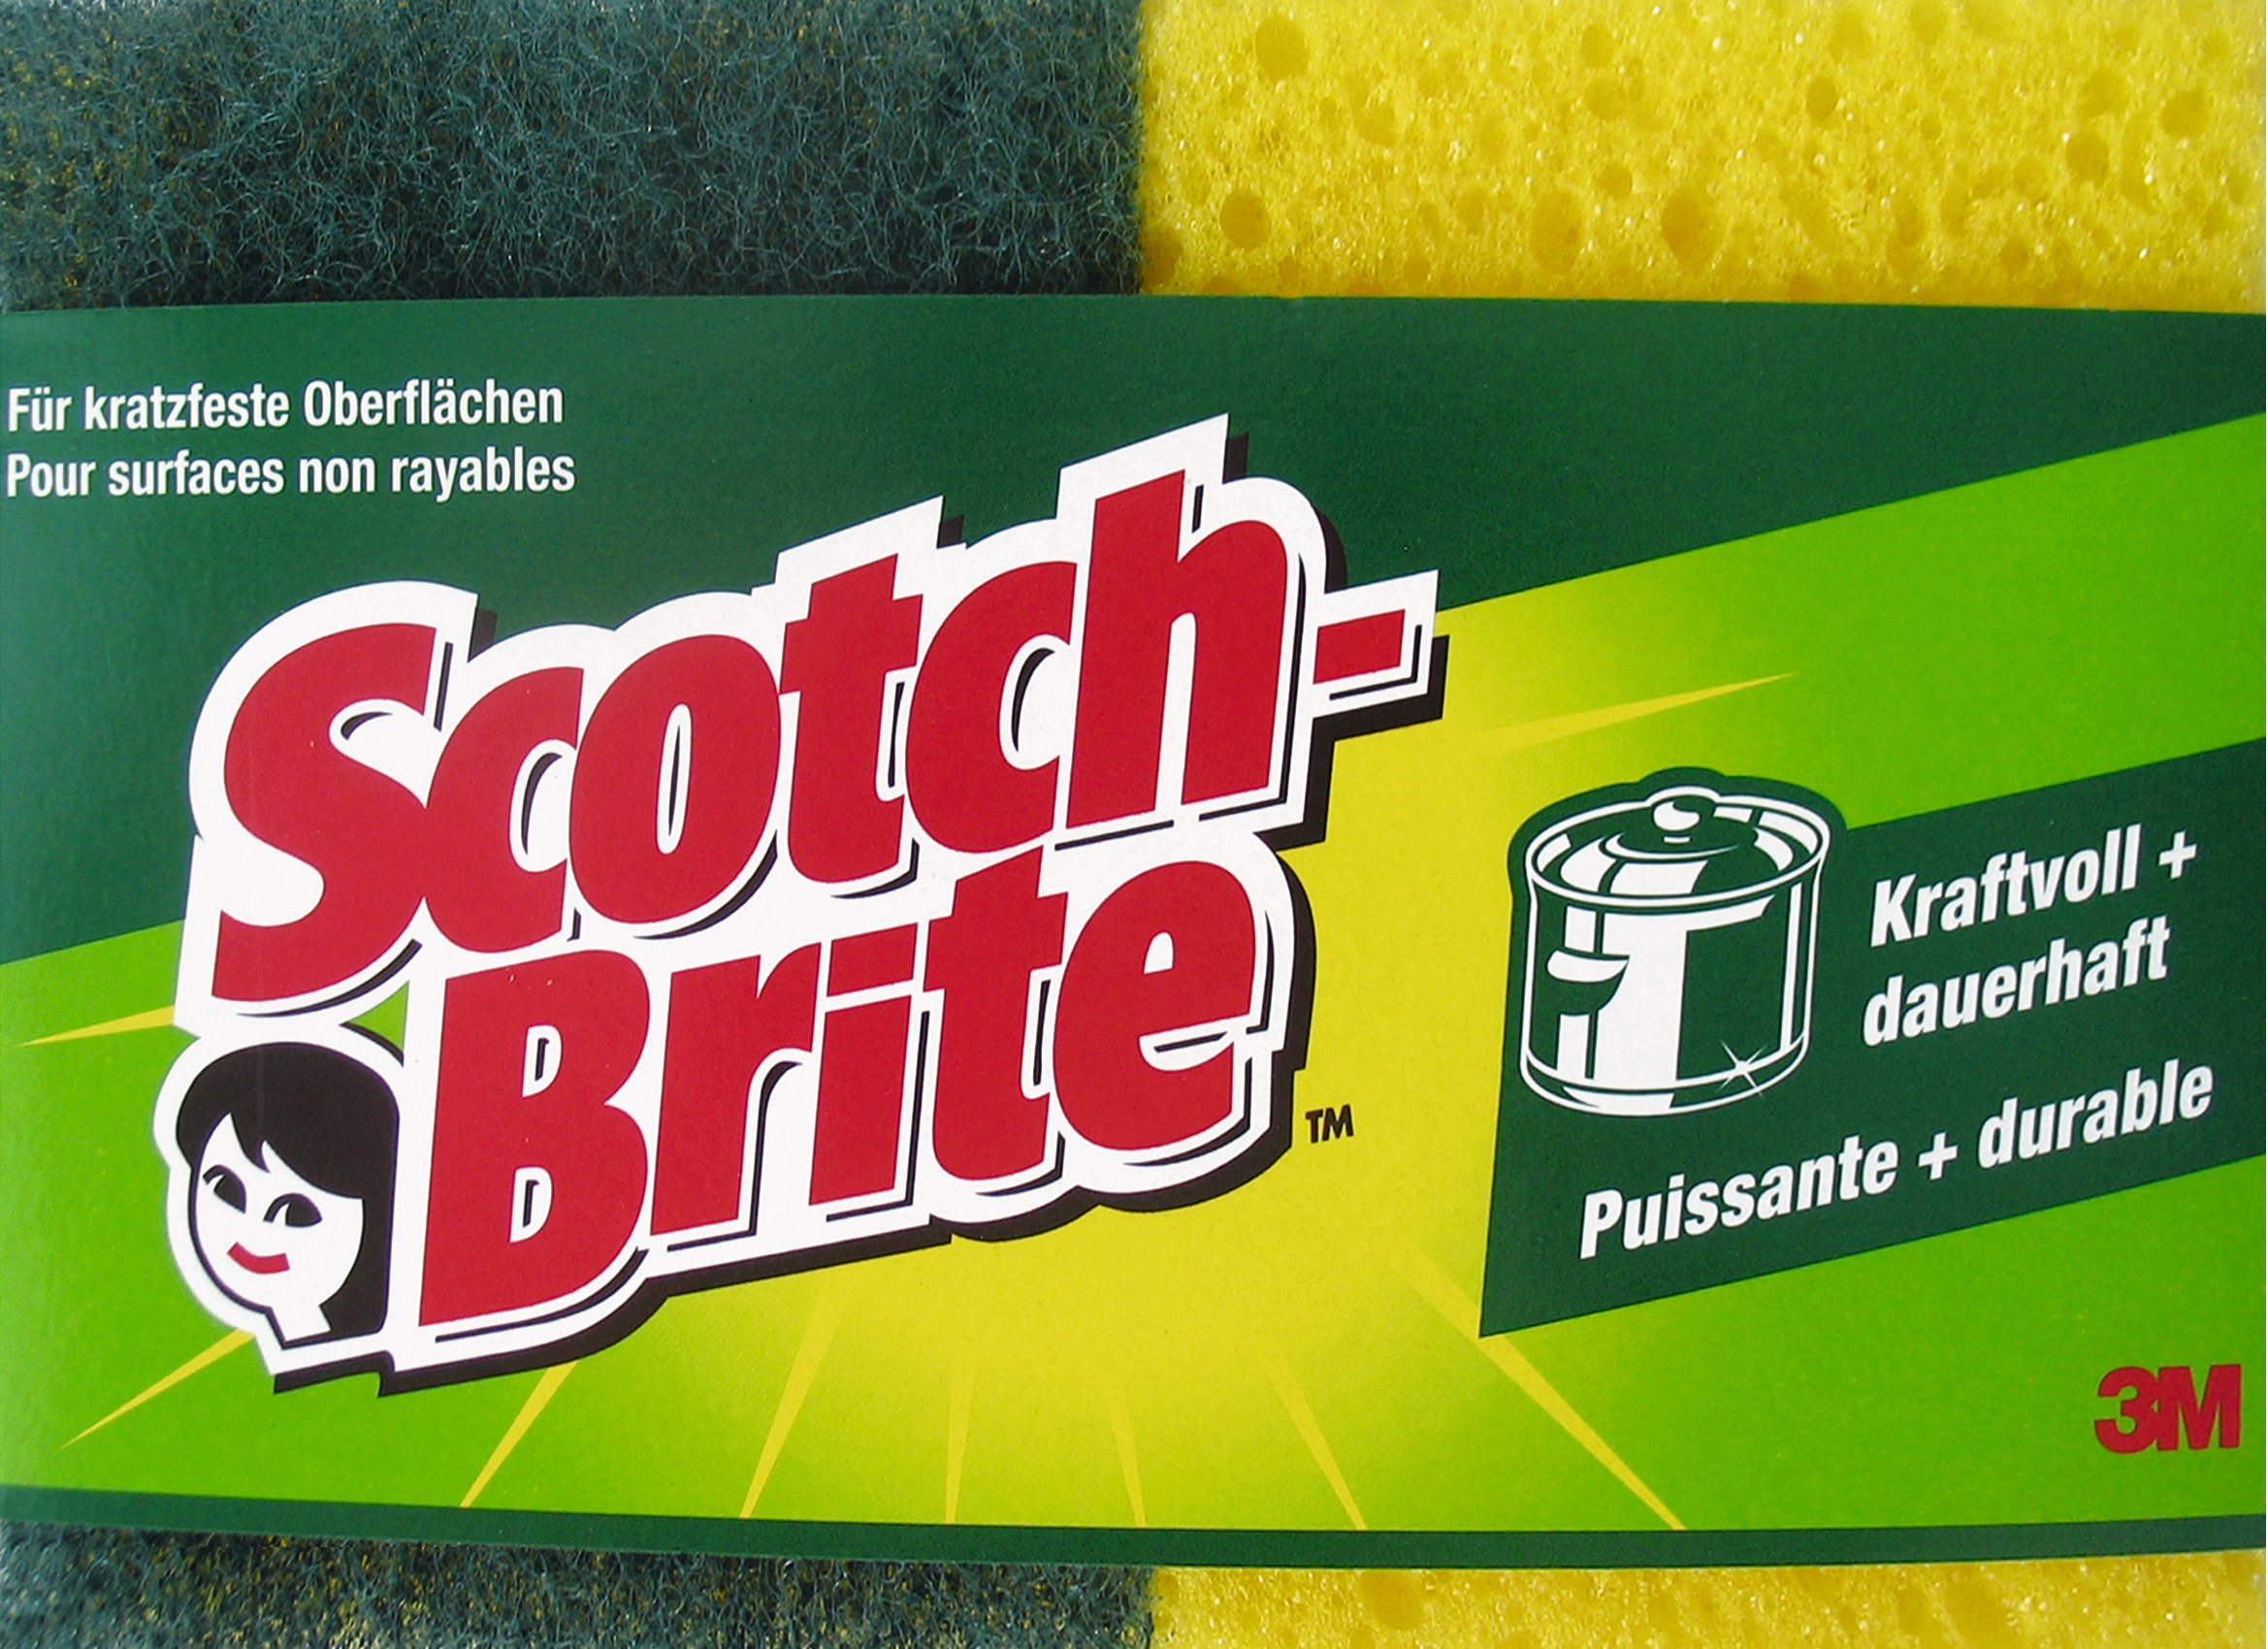 Für kratzfeste Oberflächen
Pour surfaces non rayables
Scotch-
Brite
™
Kraftvoll +
dauerhaft
Puissante + durable
3M